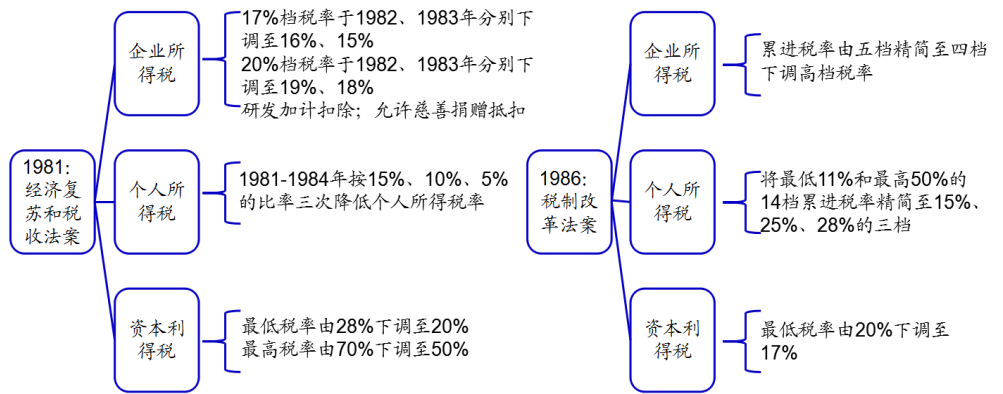 1981：
经济复
苏和税
收法案
企业所
得税
17%档税率于1982、1983年分别下
调至16%、15%
20%档税率于1982、1983年分别下
调至19%、18%
研发加计扣除；允许慈善捐赠抵扣
个人所
得税
1981-1984年按15%、10%、5%
的比率三次降低个人所得税率
资本利
得税
最低税率由28%下调至20%
最高税率由70%下调至50%
1986：
税制改
革法案
企业所
得税
累进税率由五档精简至四档
下调高档税率
个人所
得税
将最低11%和最高50%的
14档累进税率精简至15%、
25%、28%的三档
资本利
得税
最低税率由20%下调至
17%